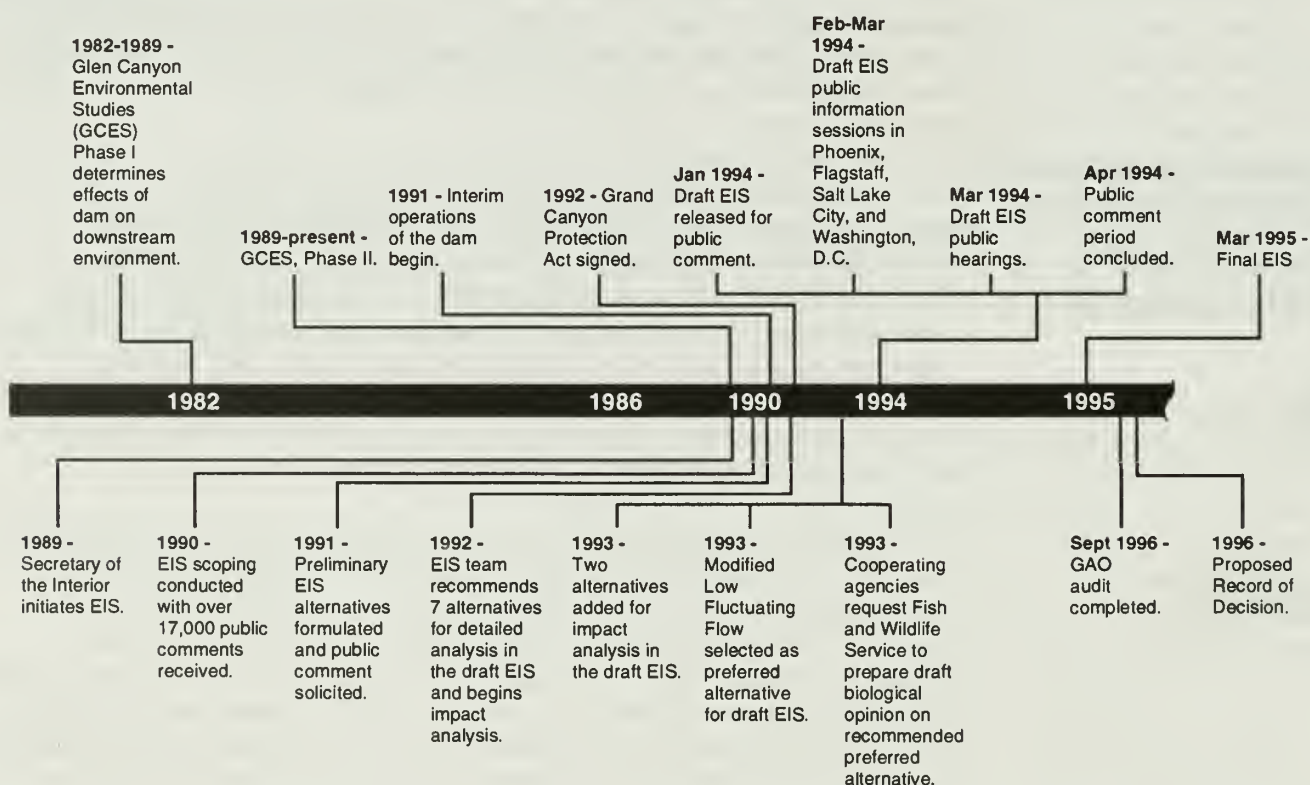 1982-1989 -
Glen Canyon
Environmental
Studies
(GCES)
Phase I
determines
effects of
dam on
downstream
environment.
1989-present -
GCES, Phase II.
1991 - Interim
operations
of the dam
begin.
1992 - Grand
Canyon
Protection
Act signed.
Jan 1994 -
Draft EIS
released for
public
comment.
Feb-Mar
1994 -
Draft EIS
public
information
sessions in
Phoenix,
Flagstaff,
Salt Lake
City, and
Washington,
D.C.
Mar 1994 -
Draft EIS
public
hearings.
Apr 1994 -
Public
comment
period
concluded.
Mar 1995 -
Final EIS
1982
1986
1990
1994
1995
1989 -
Secretary of
the Interior
initiates EIS.
1990 -
EIS scoping
conducted
with over
17,000 public
comments
received.
1991 -
Preliminary
EIS
alternatives
formulated
and public
comment
solicited.
1992 -
EIS team
recommends
7 alternatives
for detailed
analysis in
the draft EIS
and begins
impact
analysis.
1993 -
Two
alternatives
added for
impact
analysis in
the draft EIS.
1993 -
Modified
Low
Fluctuating
Flow
selected as
preferred
alternative
for draft EIS.
1993 -
Cooperating
agencies
request Fish
and Wildlife
Service to
prepare draft
biological
opinion on
recommended
preferred
alternative.
Sept 1996 -
GAO
audit
completed.
1996 -
Proposed
Record of
Decision.